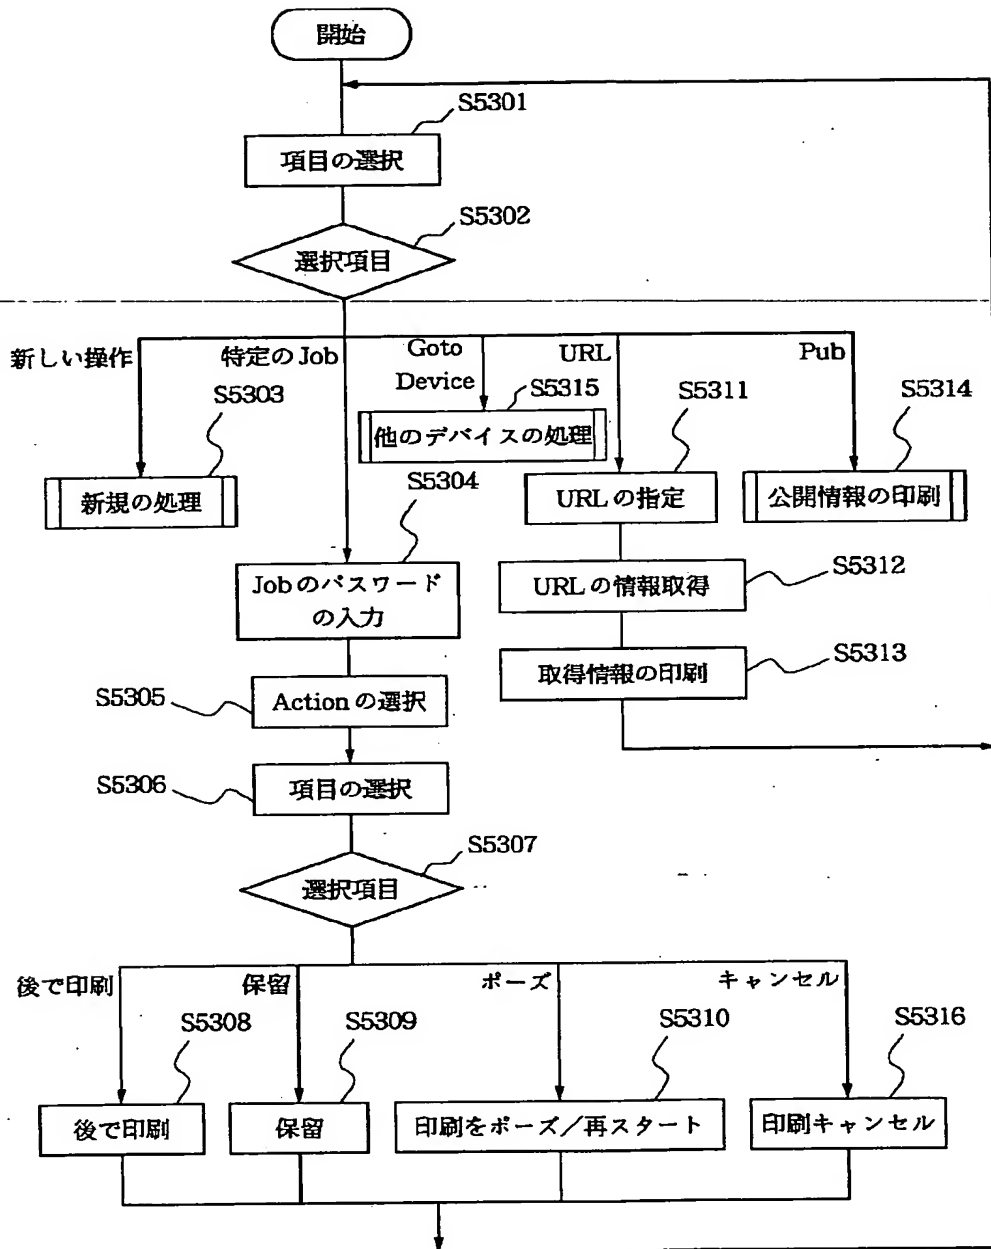 開始
S5301
項目の選択
S5302
選択項目
新しい操作
特定のJob
Goto
Device
URL
Pub
S5303
S5315
S5311
S5314
他のデバイスの処理
新規の処理
S5304
URLの指定
公開情報の印刷
Jobのパスワード
の入力
URLの情報取得
S5312
取得情報の印刷
S5313
S5305
Actionの選択
S5306
項目の選択
S5307
選択項目
後で印刷
保留
ポーズ
キャンセル
S5308
S5309
S5310
S5316
後で印刷
保留
印刷をポーズ/再スタート
印刷キャンセル